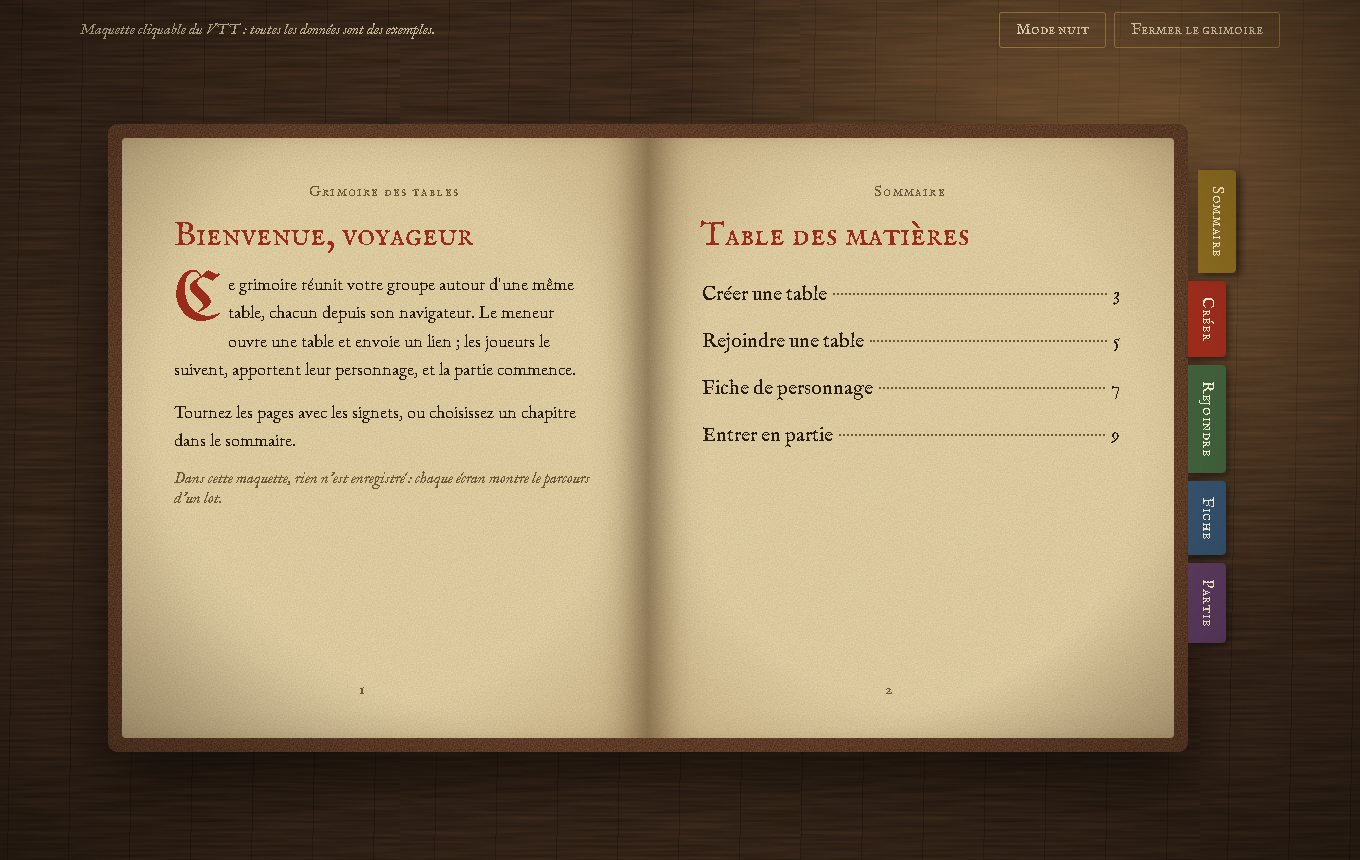 Maquette cliquable du VTT : toutes les données sont des exemples.
Mode nuit
Fermer le grimoire
Grimoire des tables
Bienvenue, voyageur
Ce grimoire réunit votre groupe autour d'une même
table, chacun depuis son navigateur. Le meneur
ouvre une table et envoie un lien ; les joueurs le
suivent, apportent leur personnage, et la partie commence.
Tournez les pages avec les signets, ou choisissez un chapitre
dans le sommaire.
Dans cette maquette, rien n'est enregistré : chaque écran montre le parcours
d'un lot.
1
Sommaire
Table des matières
Créer une table 3
Rejoindre une table 5
Fiche de personnage 7
Entrer en partie 9
2
Sommaire
Créer
Rejoindre
Fiche
Partie